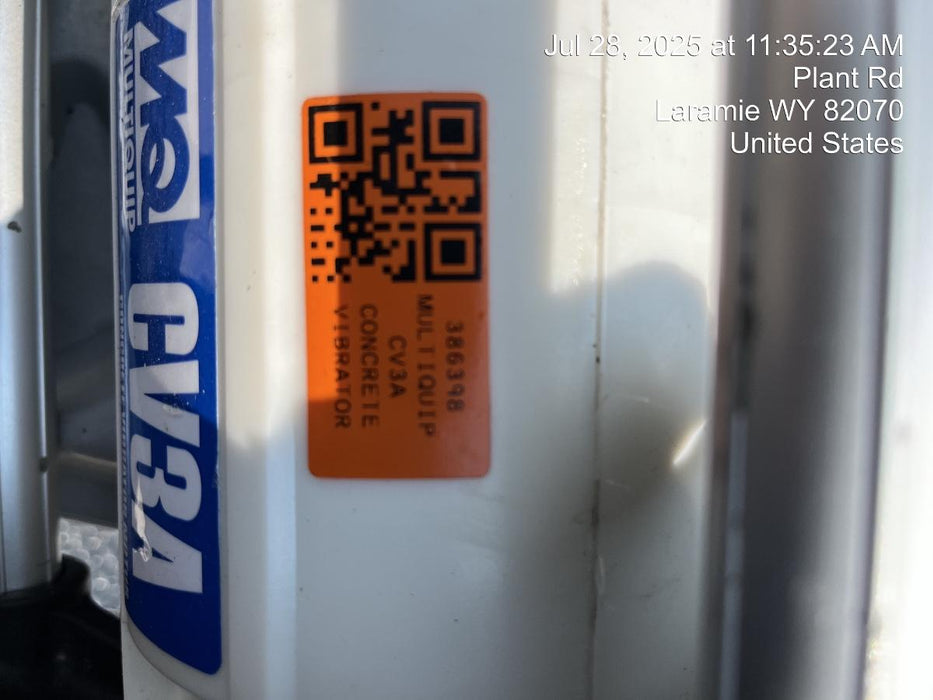 Jul 28, 2025 at 11:35:23 AM
Plant Rd
Laramie WY 82070
United States
MULTIQUIP
CV3A
386398
MULTIQUIP
CV3A
CONCRETE
VIBRATOR